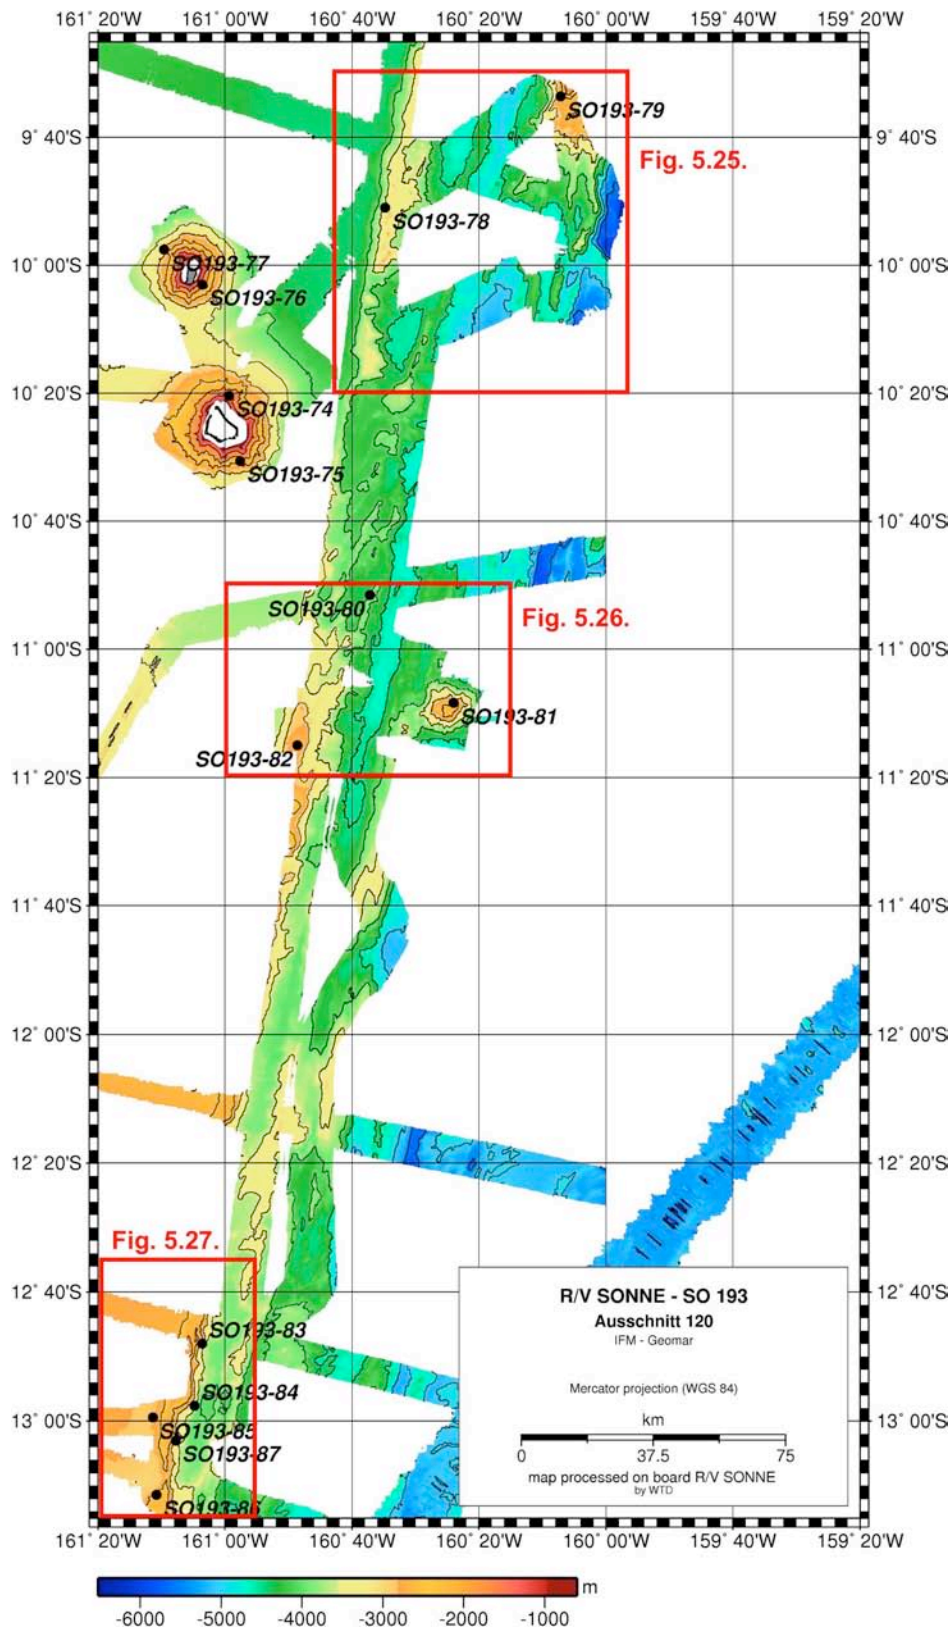 161° 20'W 161° 00'W 160° 40'W 160° 20'W 160° 00'W 159° 40'W 159° 20'W
SO193-79
9° 40'S 9° 40'S
Fig. 5.25.
SO193-78
SO193-77
10° 00'S 10° 00'S
SO193-76
10° 20'S 10° 20'S
SO193-74
SO193-75
10° 40'S 10° 40'S
SO193-80
Fig. 5.26.
11° 00'S 11° 00'S
SO193-81
SO193-82
11° 20'S 11° 20'S
11° 40'S 11° 40'S
12° 00'S 12° 00'S
12° 20'S 12° 20'S
Fig. 5.27.
12° 40'S 12° 40'S
SO193-83
SO193-84
13° 00'S 13° 00'S
SO193-85
SO193-87
SO193-86
R/V SONNE - SO 193
Ausschnitt 120
IFM - Geomar
Mercator projection (WGS 84)
km
0 37.5 75
map processed on board R/V SONNE
by WTD
161° 20'W 161° 00'W 160° 40'W 160° 20'W 160° 00'W 159° 40'W 159° 20'W
m
-6000 -5000 -4000 -3000 -2000 -1000